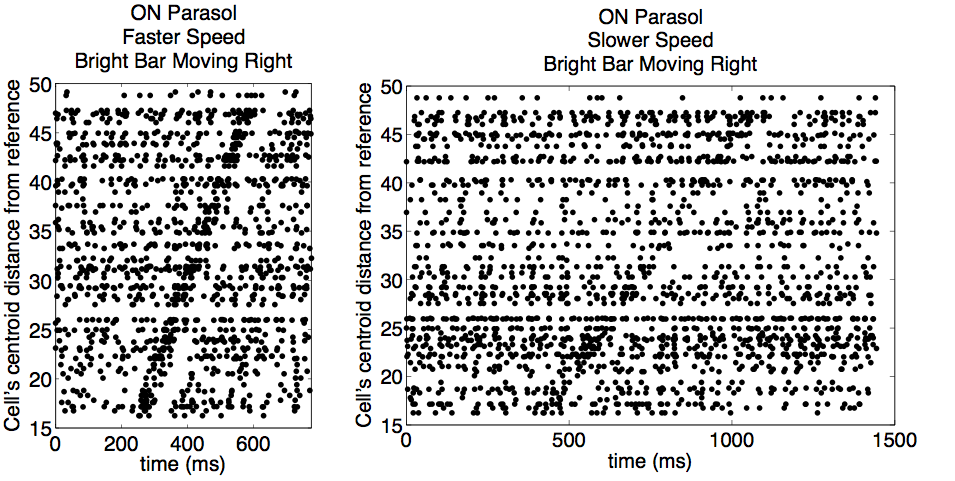 ON Parasol
Faster Speed
Bright Bar Moving Right
Cell's centroid distance from reference
50
45
40
35
30
25
20
15
0
200
400
600
time (ms)
ON Parasol
Slower Speed
Bright Bar Moving Right
Cell's centroid distance from reference
50
45
40
35
30
25
20
15
0
500
1000
1500
time (ms)